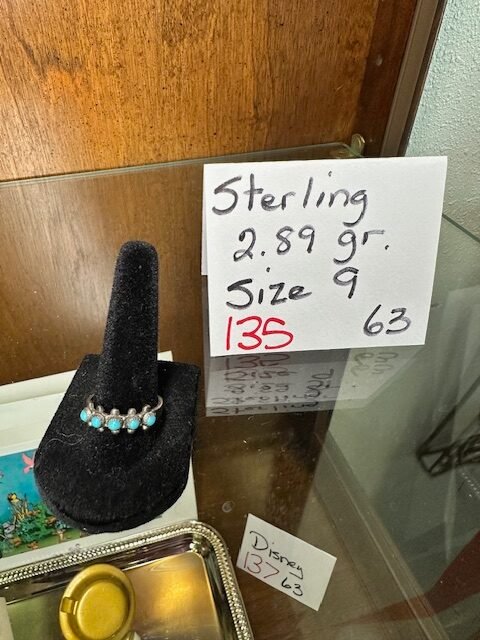 Sterling
2.89 gr.
Size 9
135 63
Disney
137 63